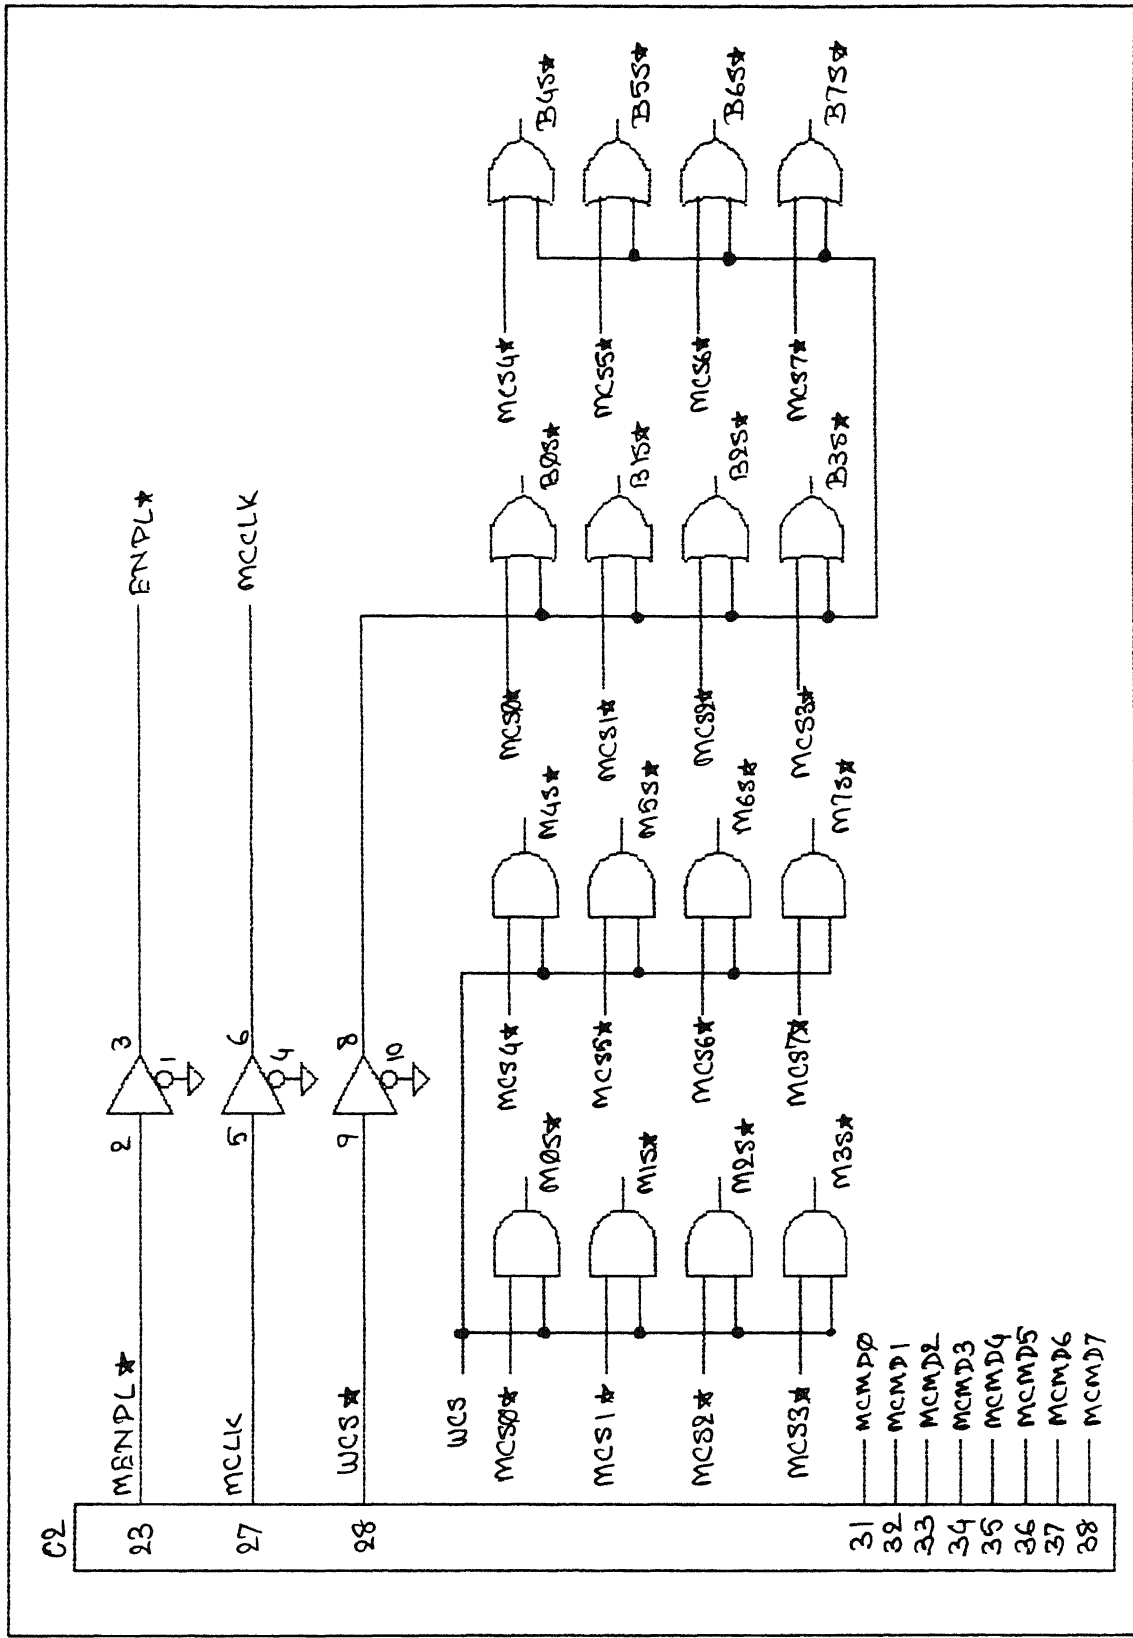 C2
23 MENPL★ 2 3 1 ENPL★
27 MCLK 5 6 4 MCCLK
28 WCS★ 9 8 10
WCS
MCS0★ M0S★ MCS4★ M4S★ MCS0★ B0S★ MCS4★ B4S★
MCS1★ M1S★ MCS5★ M5S★ MCS1★ B1S★ MCS5★ B5S★
MCS2★ M2S★ MCS6★ M6S★ MCS2★ B2S★ MCS6★ B6S★
MCS3★ M3S★ MCS7★ M7S★ MCS3★ B3S★ MCS7★ B7S★
31 MCMD0
32 MCMD1
33 MCMD2
34 MCMD3
35 MCMD4
36 MCMD5
37 MCMD6
38 MCMD7